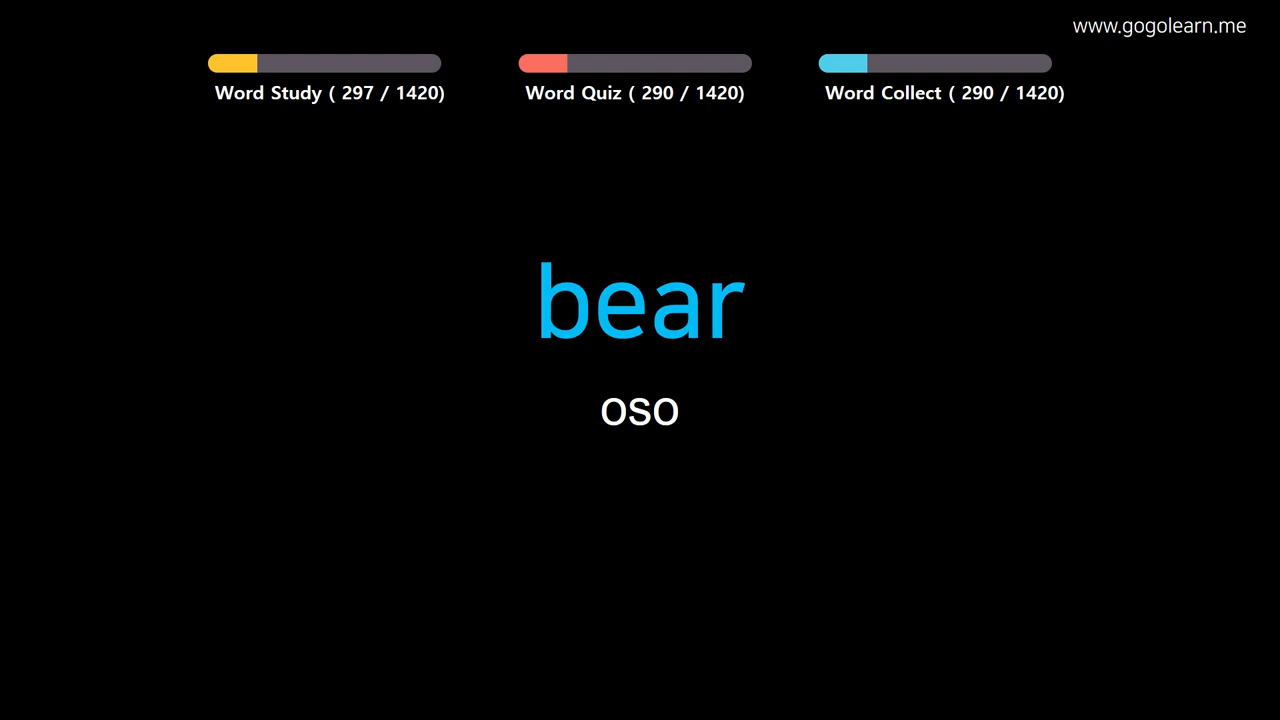 www.gogolearn.me
Word Study ( 297 / 1420)
Word Quiz ( 290 / 1420)
Word Collect ( 290 / 1420)
bear
oso